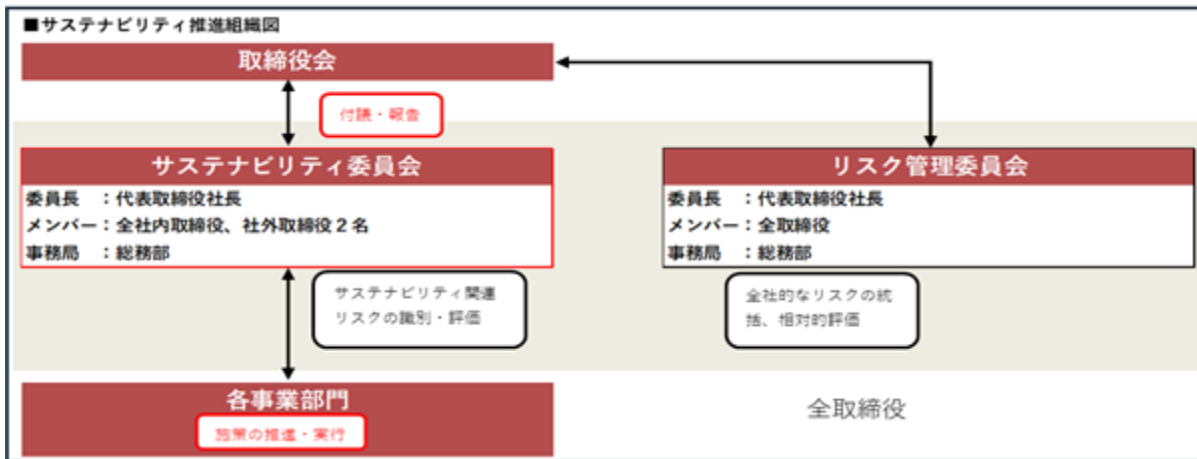 ■サステナビリティ推進組織図
取締役会
付議・報告
サステナビリティ委員会
委員長　：代表取締役社長
メンバー：全社内取締役、社外取締役２名
事務局　：総務部
リスク管理委員会
委員長　：代表取締役社長
メンバー：全取締役
事務局　：総務部
サステナビリティ関連
リスクの識別・評価
全社的なリスクの統
括、相対的評価
各事業部門
施策の推進・実行
全取締役